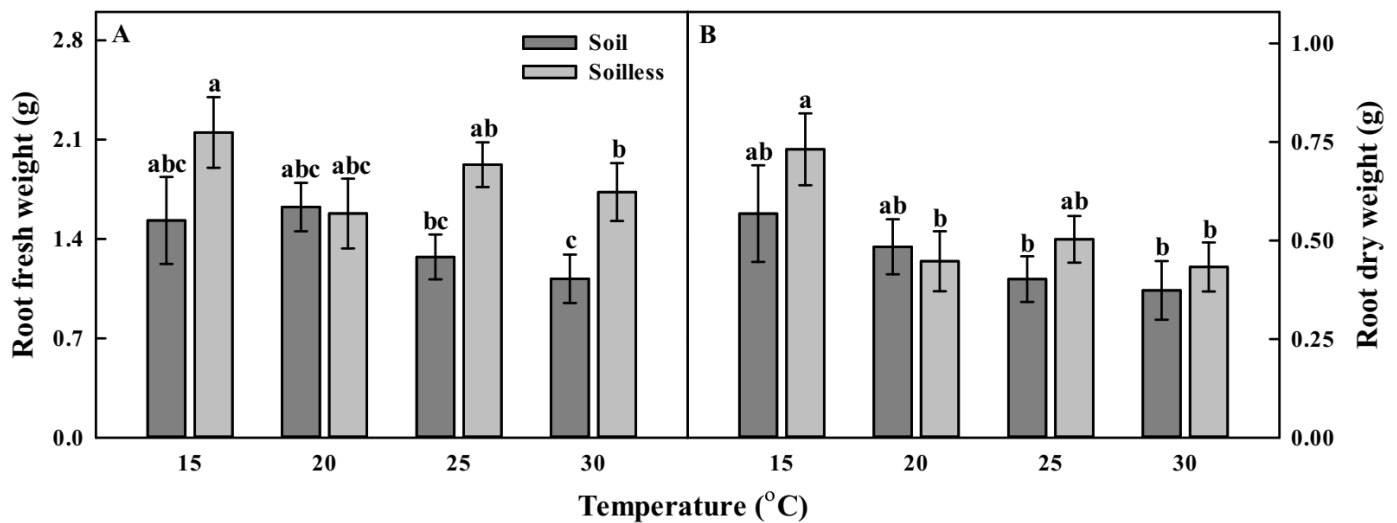 A
B
Soil
Soilless
Root fresh weight (g)
2.8
2.1
1.4
0.7
0.0
abc
a
abc
abc
bc
ab
c
b
15
20
25
30
ab
a
ab
b
b
ab
b
b
15
20
25
30
1.00
0.75
0.50
0.25
0.00
Root dry weight (g)
Temperature (°C)